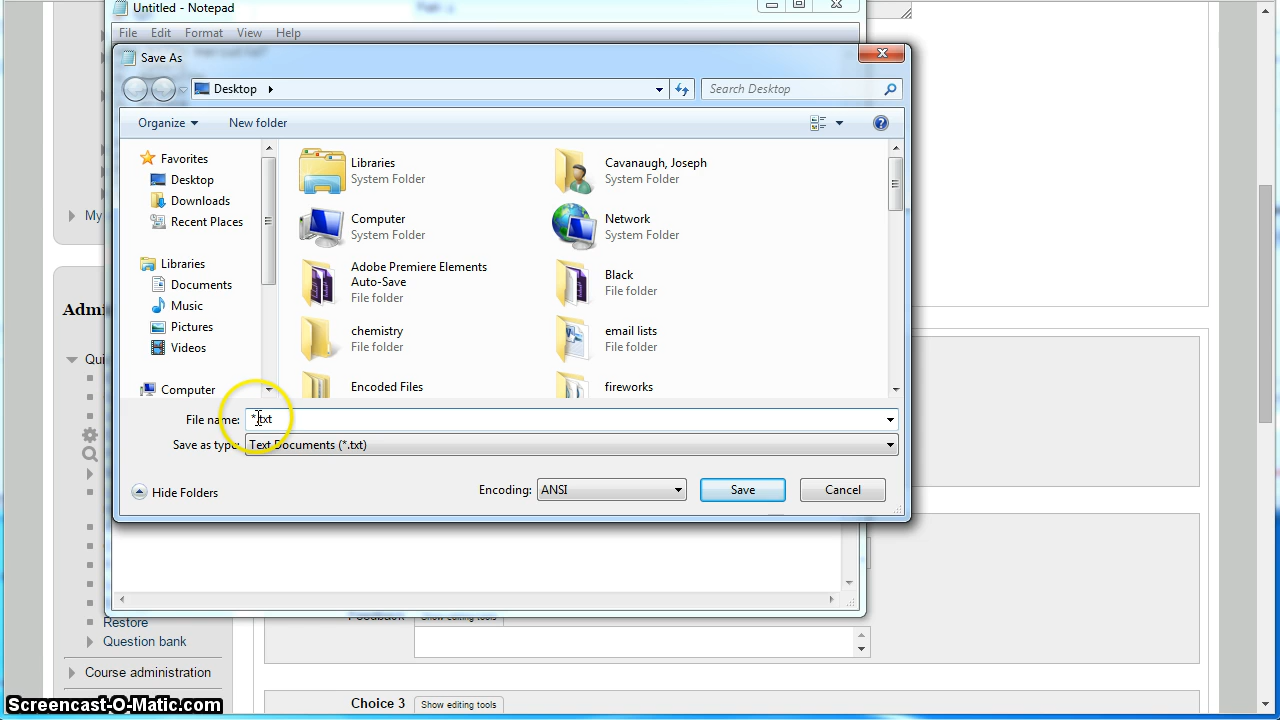 Untitled - Notepad
File Edit Format View Help
Save As
Desktop
Search Desktop
Organize
New folder
Favorites
Desktop
Downloads
Recent Places
Libraries
Documents
Music
Pictures
Videos
Computer
Libraries
System Folder
Cavanaugh, Joseph
System Folder
Computer
System Folder
Network
System Folder
Adobe Premiere Elements
Auto-Save
File folder
Black
File folder
chemistry
File folder
email lists
File folder
Encoded Files
fireworks
File name: *.txt
Save as type: Text Documents (*.txt)
Hide Folders
Encoding: ANSI
Save
Cancel
My
Admi
Qui
Restore
Question bank
Course administration
Feedback
Show editing tools
Choice 3
Show editing tools
Screencast-O-Matic.com